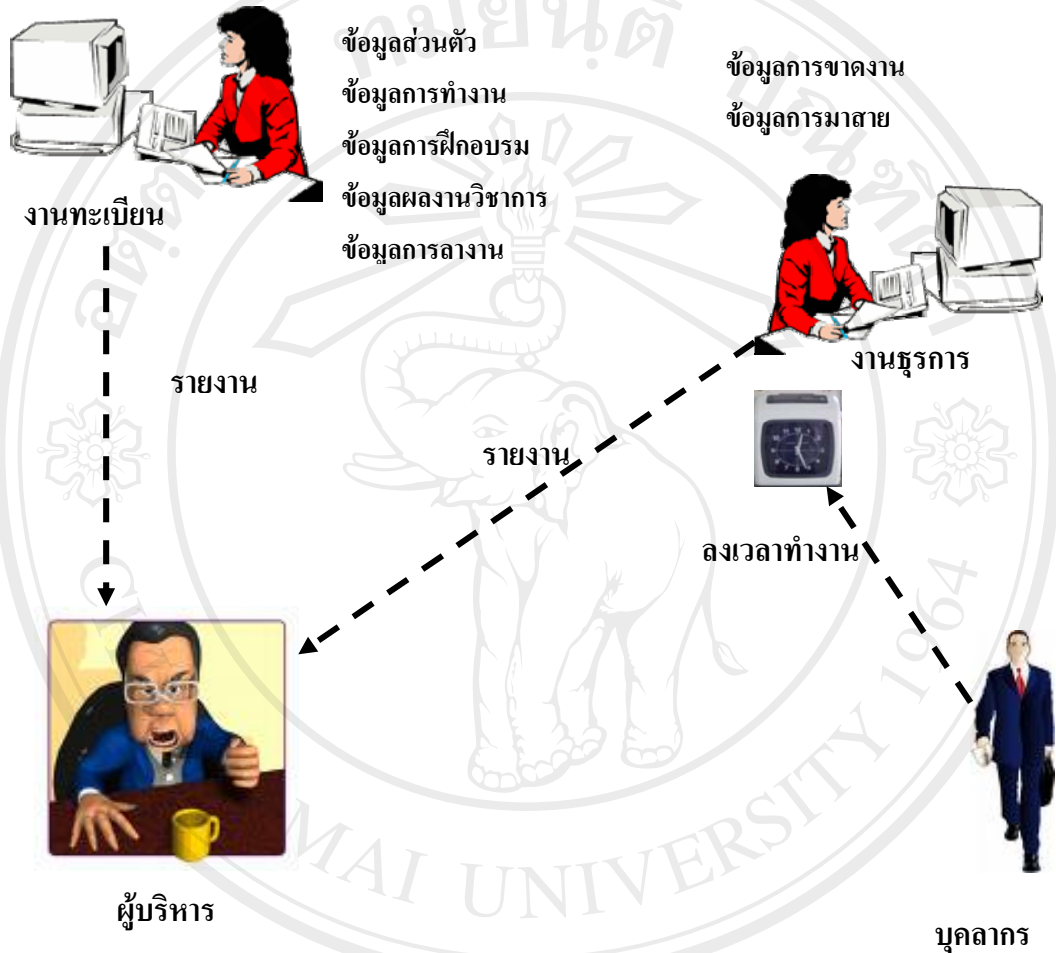 ข้อมูลส่วนตัว
ข้อมูลการทำงาน
ข้อมูลการฝึกอบรม
ข้อมูลผลงานวิชาการ
ข้อมูลการลางาน
ข้อมูลการขาดงาน
ข้อมูลการมาสาย
งานทะเบียน
งานธุรการ
รายงาน
รายงาน
ลงเวลาทำงาน
ผู้บริหาร
บุคลากร
MAI UNIVERSITY 1964